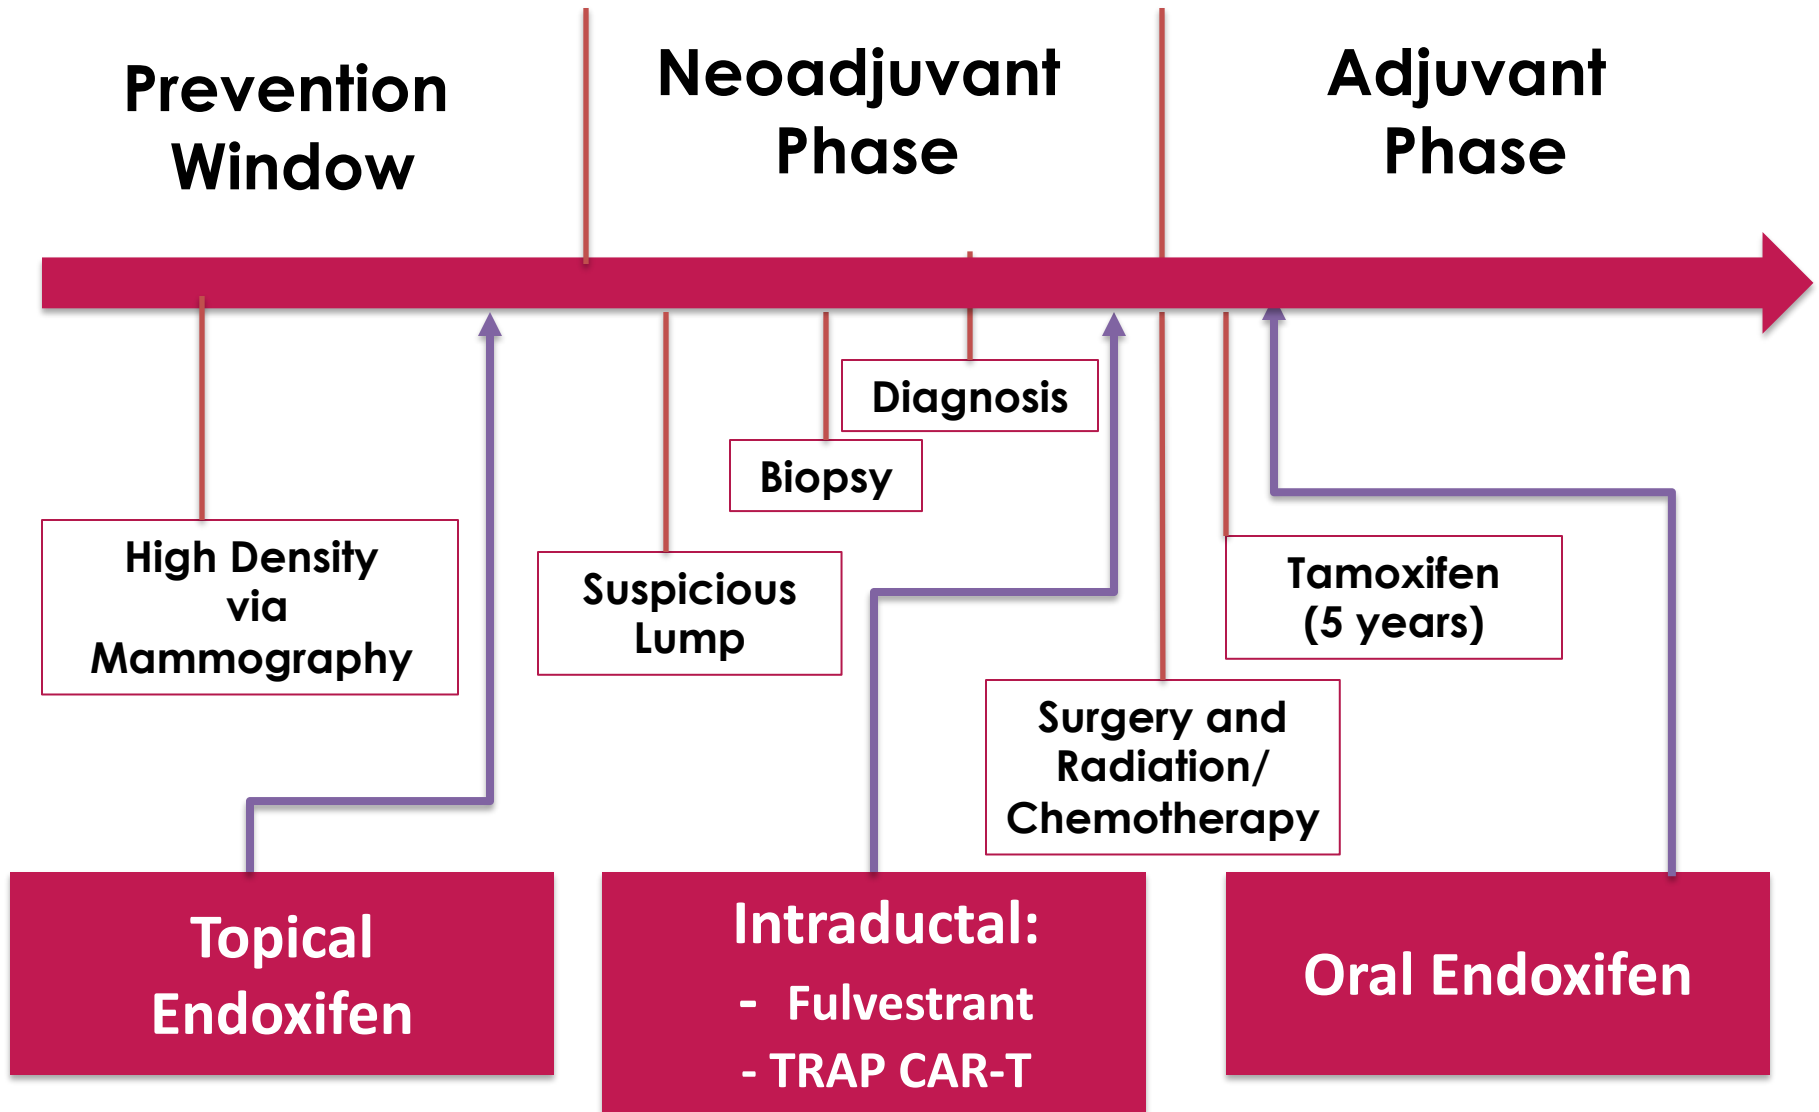 Prevention
Window
Neoadjuvant
Phase
Adjuvant
Phase
Diagnosis
Biopsy
High Density
via
Mammography
Suspicious
Lump
Tamoxifen
(5 years)
Surgery and
Radiation/
Chemotherapy
Topical
Endoxifen
Intraductal:
- Fulvestrant
- TRAP CAR-T
Oral Endoxifen